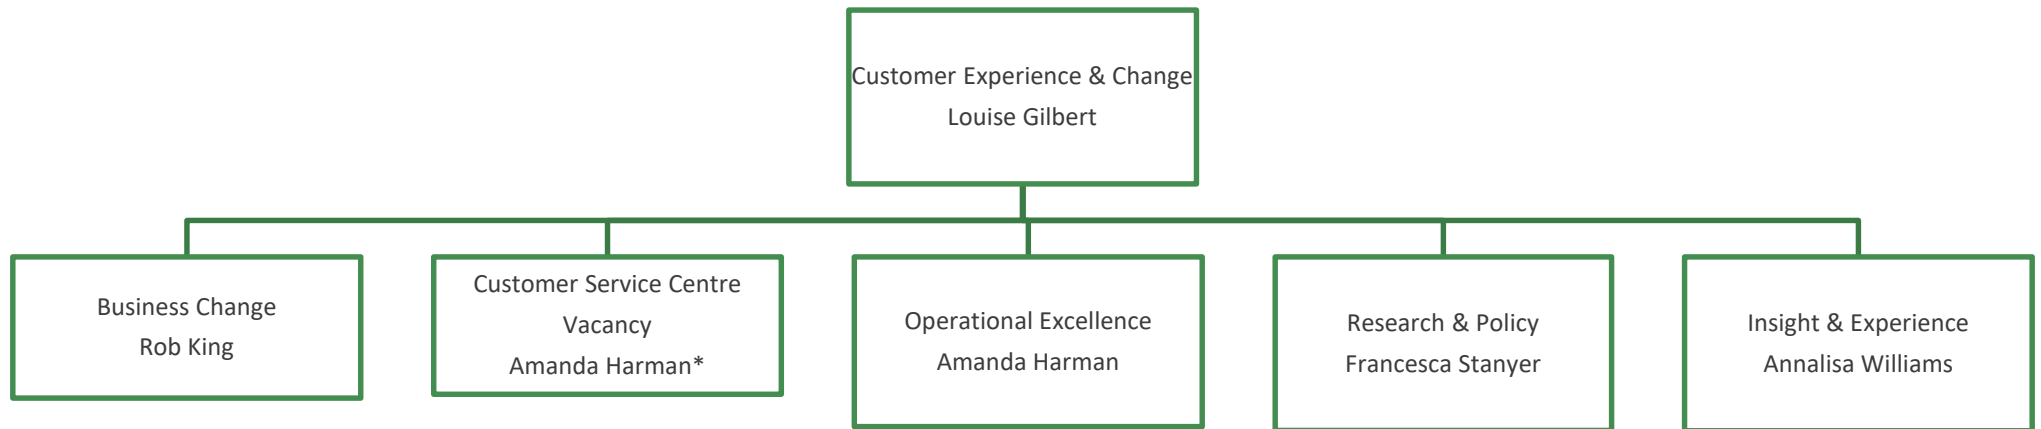 Customer Experience & Change
Louise Gilbert
Business Change
Rob King
Customer Service Centre
Vacancy
Amanda Harman*
Operational Excellence
Amanda Harman
Research & Policy
Francesca Stanyer
Insight & Experience
Annalisa Williams